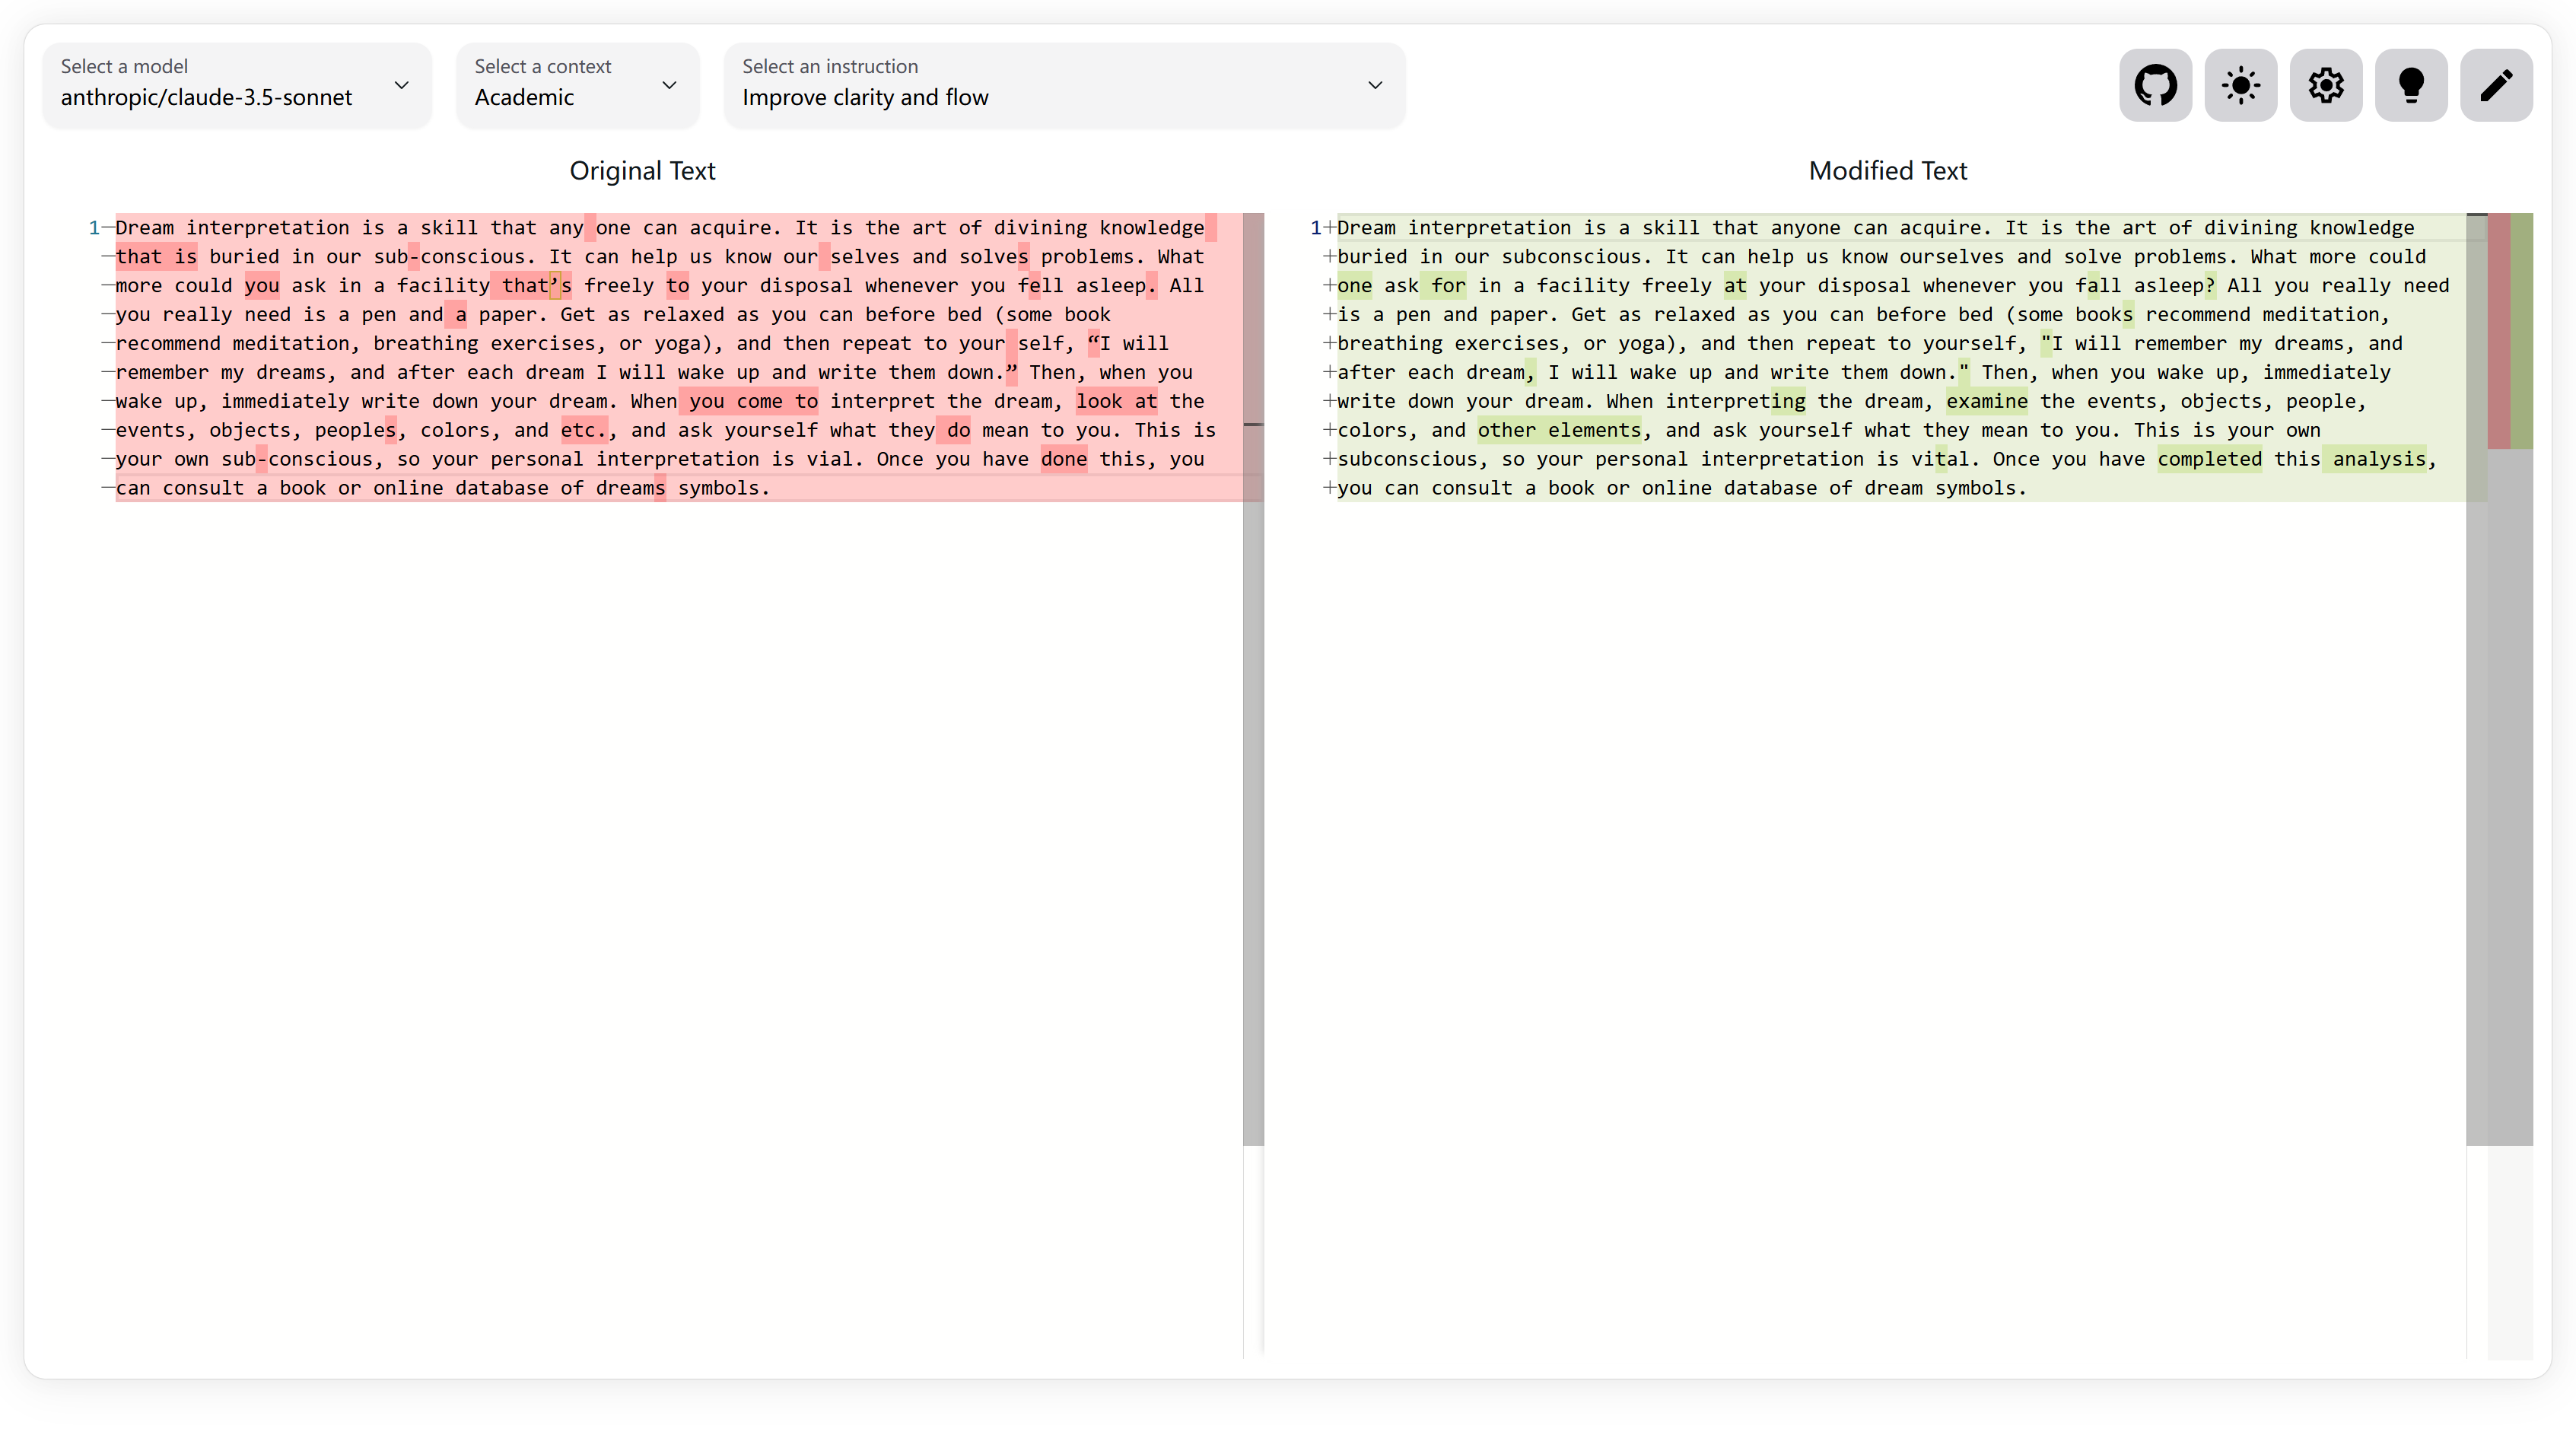 Select a model
anthropic/claude-3.5-sonnet
Select a context
Academic
Select an instruction
Improve clarity and flow
Original Text
1 Dream interpretation is a skill that any one can acquire. It is the art of divining knowledge
that is buried in our sub-conscious. It can help us know our selves and solves problems. What
more could you ask in a facility that’s freely to your disposal whenever you fell asleep. All
you really need is a pen and a paper. Get as relaxed as you can before bed (some book
recommend meditation, breathing exercises, or yoga), and then repeat to your self, “I will
remember my dreams, and after each dream I will wake up and write them down.” Then, when you
wake up, immediately write down your dream. When you come to interpret the dream, look at the
events, objects, peoples, colors, and etc., and ask yourself what they do mean to you. This is
your own sub-conscious, so your personal interpretation is vial. Once you have done this, you
can consult a book or online database of dreams symbols.
Modified Text
1+Dream interpretation is a skill that anyone can acquire. It is the art of divining knowledge
+buried in our subconscious. It can help us know ourselves and solve problems. What more could
+one ask for in a facility freely at your disposal whenever you fall asleep? All you really need
+is a pen and paper. Get as relaxed as you can before bed (some books recommend meditation,
+breathing exercises, or yoga), and then repeat to yourself, "I will remember my dreams, and
+after each dream, I will wake up and write them down." Then, when you wake up, immediately
+write down your dream. When interpreting the dream, examine the events, objects, people,
+colors, and other elements, and ask yourself what they mean to you. This is your own
+subconscious, so your personal interpretation is vital. Once you have completed this analysis,
+you can consult a book or online database of dream symbols.